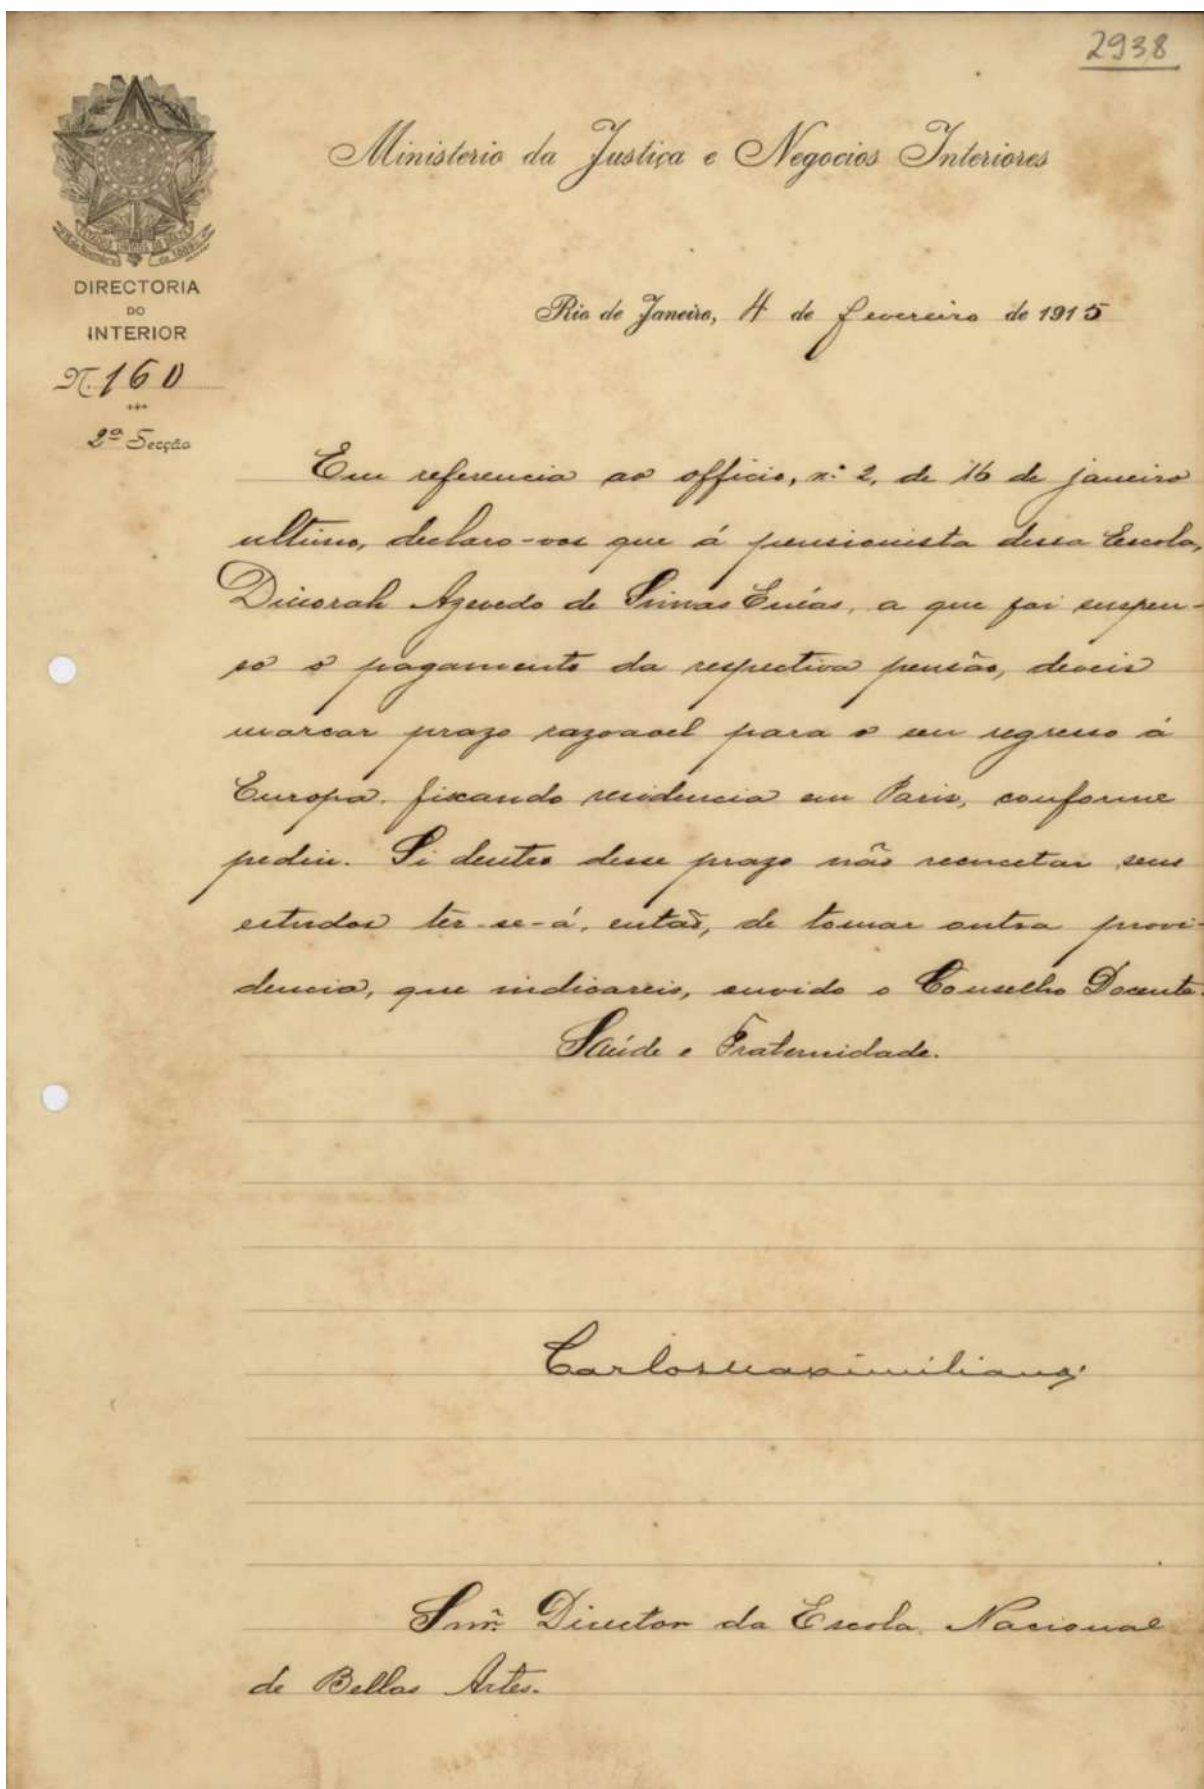 2938
Ministerio da Justiça e Negocios Interiores
DIRECTORIA
DO
INTERIOR
N. 160
2ª Secção
Rio de Janeiro, 4 de fevereiro de 1915
Em referencia ao officio, nº 2, de 16 de janeiro
ultimo, declaro-vos que á pensionista dessa Escola,
Dinorah Azevedo de Simas Enéas, a que foi suspen-
so o pagamento da respectiva pensão, deveis
marcar prazo razoavel para o seu regresso á
Europa, fixando residencia em Paris, conforme
pediu. Si dentro desse prazo não reencetar seus
estudos ter-se-á, então, de tomar outra provi-
dencia, que indicareis, ouvido o Conselho Docente.
Saúde e Fraternidade.
Carlos Maximiliano
Snr. Director da Escola Nacional
de Bellas Artes.